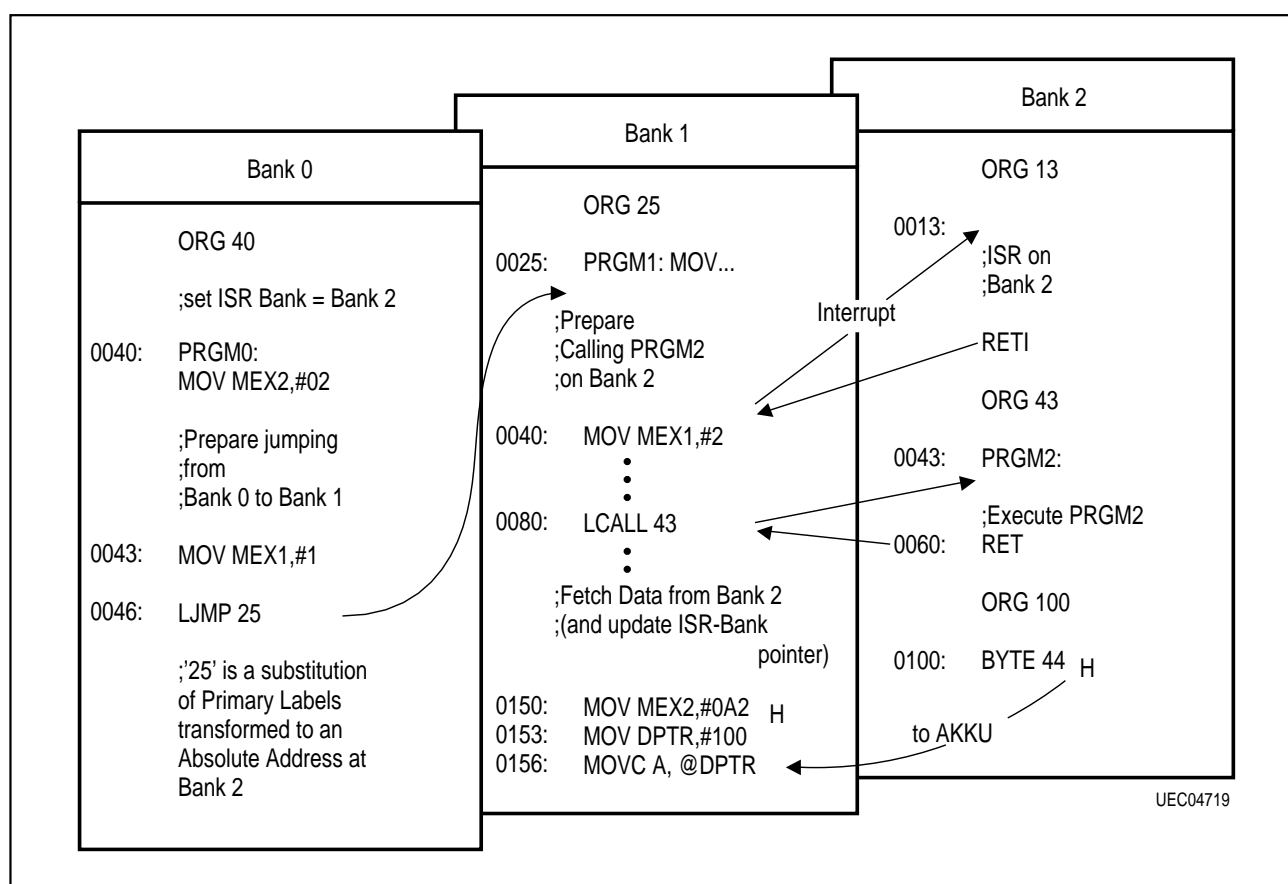 Bank 0
ORG 40
;set ISR Bank = Bank 2
0040: PRGM0:
MOV MEX2,#02
;Prepare jumping
;from
;Bank 0 to Bank 1
0043: MOV MEX1,#1
0046: LJMP 25
;'25' is a substitution
of Primary Labels
transformed to an
Absolute Address at
Bank 2
Bank 1
ORG 25
0025: PRGM1: MOV...
;Prepare
;Calling PRGM2
;on Bank 2
0040: MOV MEX1,#2
0080: LCALL 43
;Fetch Data from Bank 2
;(and update ISR-Bank
pointer)
0150: MOV MEX2,#0A2 H
0153: MOV DPTR,#100
0156: MOVC A, @DPTR
Interrupt
Bank 2
ORG 13
0013:
;ISR on
;Bank 2
RETI
ORG 43
0043: PRGM2:
;Execute PRGM2
0060: RET
ORG 100
0100: BYTE 44 H
to AKKU
UEC04719